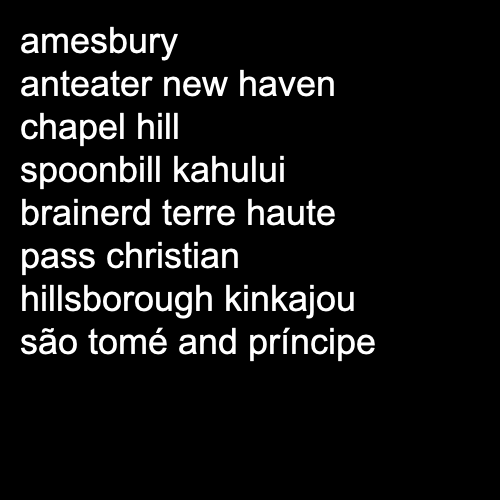 amesbury
anteater new haven
chapel hill
spoonbill kahului
brainerd terre haute
pass christian
hillsborough kinkajou
são tomé and príncipe